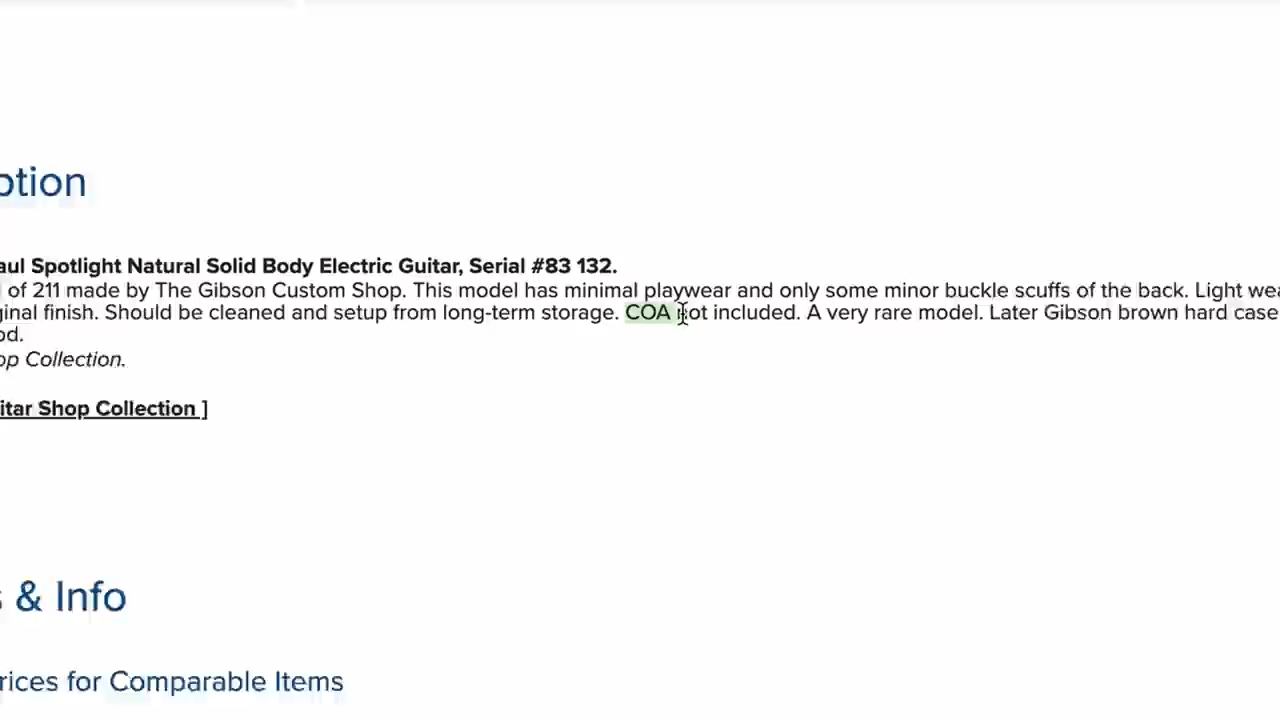 ption
aul Spotlight Natural Solid Body Electric Guitar, Serial #83 132.
of 211 made by The Gibson Custom Shop. This model has minimal playwear and only some minor buckle scuffs of the back. Light wea
ginal finish. Should be cleaned and setup from long-term storage. COA not included. A very rare model. Later Gibson brown hard case
od.
op Collection.
itar Shop Collection ]
s & Info
rices for Comparable Items